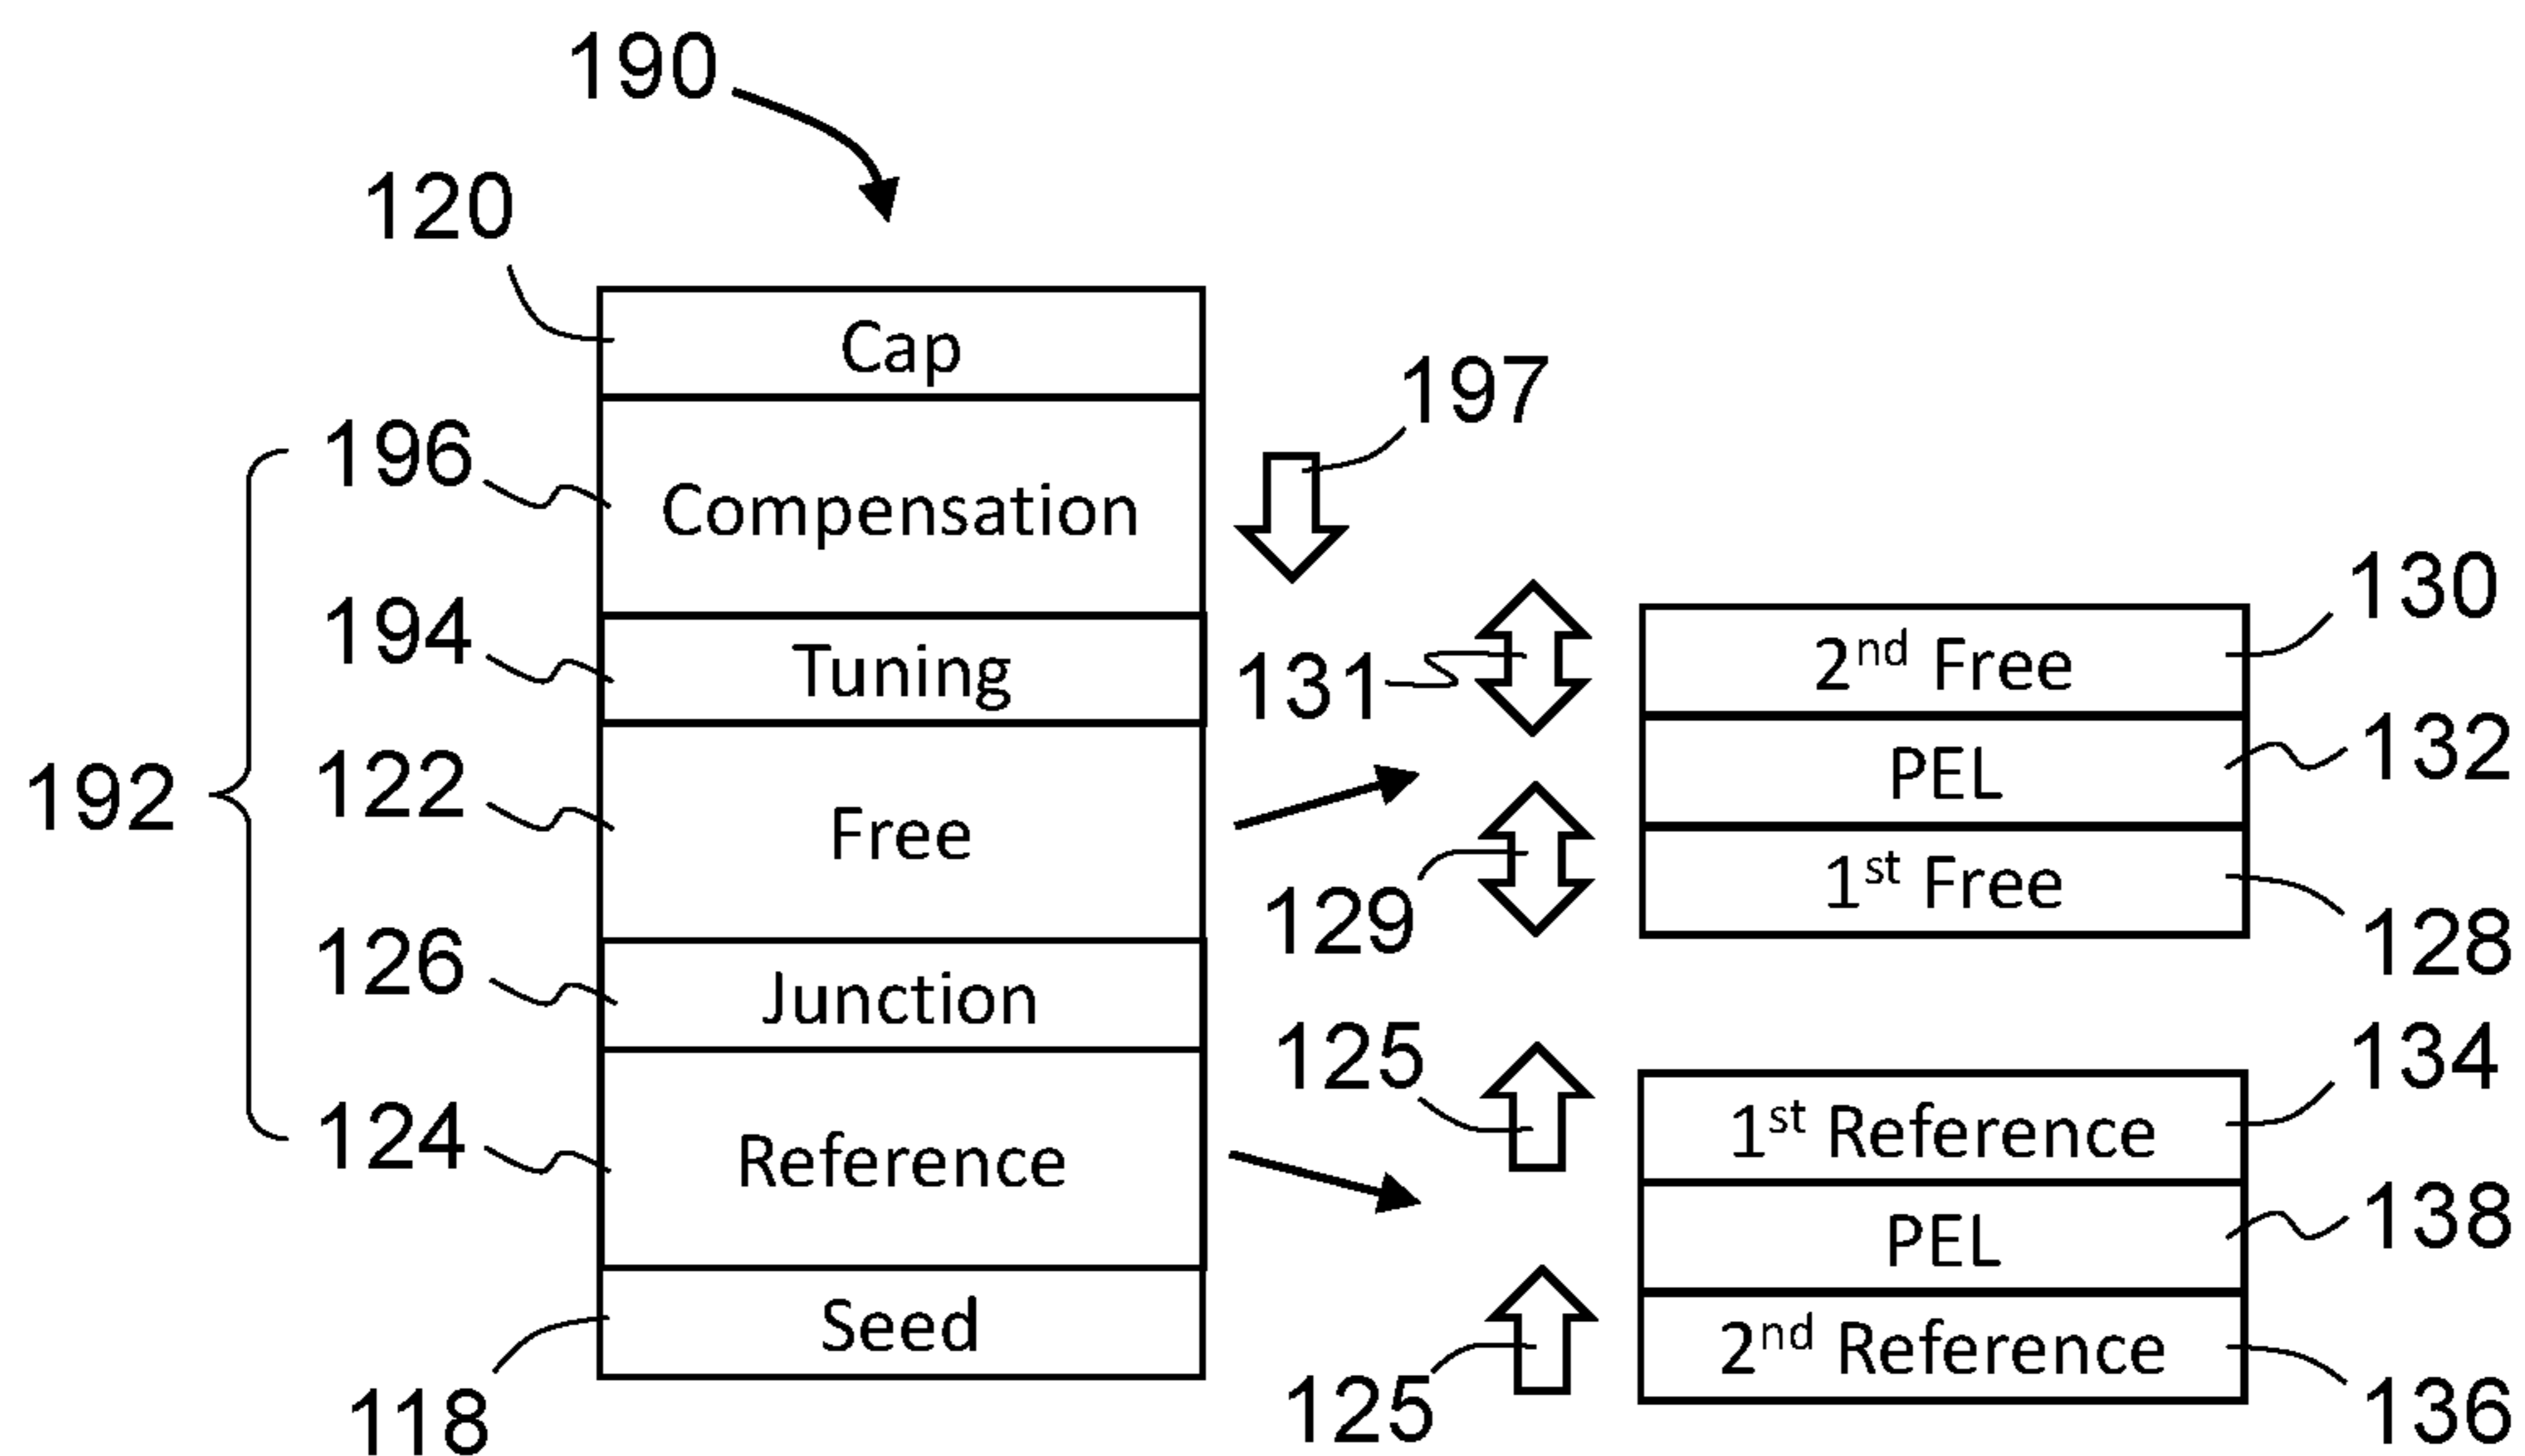 190
120
Cap
197
196
Compensation
130
194
Tuning
131
2nd Free
132
PEL
192
122
Free
129
1st Free
128
126
Junction
125
134
1st Reference
124
Reference
138
PEL
118
Seed
125
2nd Reference
136